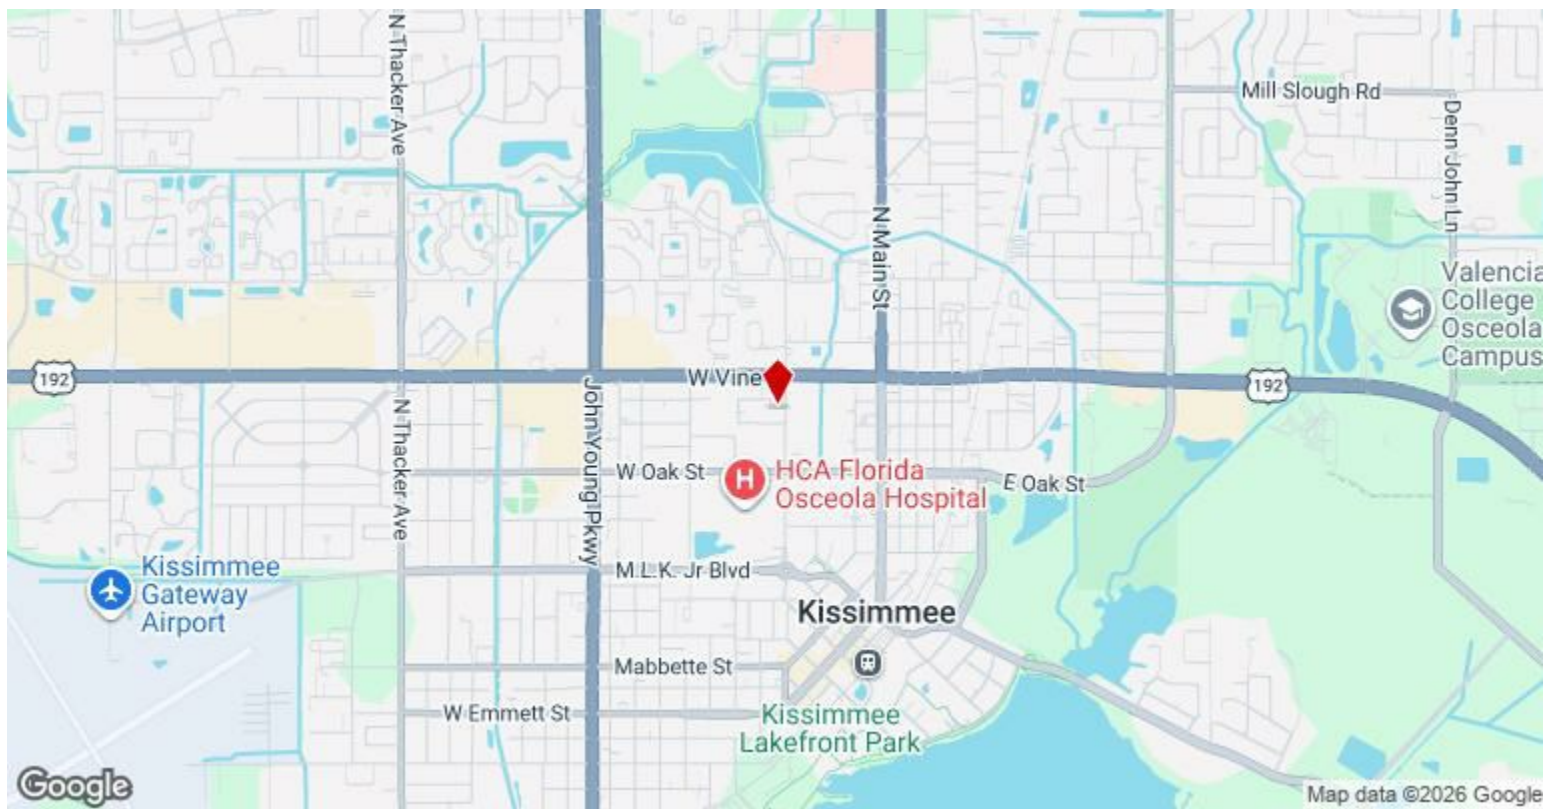 N Thacker Ave
Mill Slough Rd
Denn John Ln
N Main St
Valencia
College
Osceola
Campus
192
W Vine
192
John Young Pkwy
N Thacker Ave
W Oak St
HCA Florida
Osceola Hospital
H
E Oak St
Kissimmee
Gateway
Airport
M.L.K. Jr Blvd
Kissimmee
Mabbette St
W Emmett St
Kissimmee
Lakefront Park
Google
Map data ©2026 Google